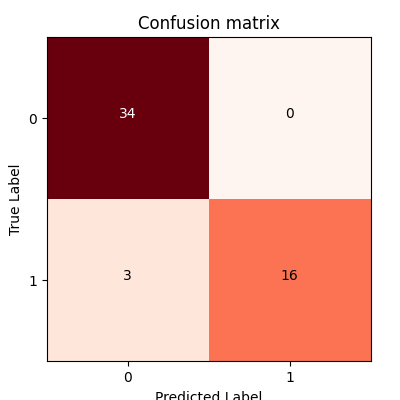 Confusion matrix
True Label
0
34
0
1
3
16
0
1
Predicted Label